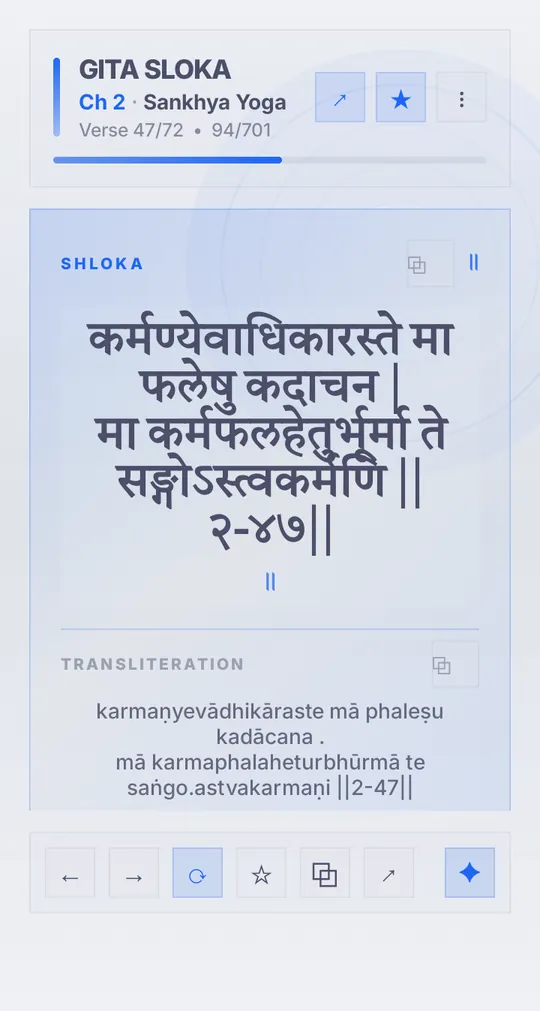 GITA SLOKA
Ch 2 · Sankhya Yoga
Verse 47/72 • 94/701
SHLOKA
॥
कर्मण्येवाधिकारस्ते मा
फलेषु कदाचन |
मा कर्मफलहेतुर्भूर्मा ते
सङ्गोऽस्त्वकर्मणि ||
२-४७||
॥
TRANSLITERATION
karmaṇyevādhikāraste mā phaleṣu
kadācana .
mā karmaphalaheturbhūrmā te
saṅgo.astvakarmaṇi ||2-47||